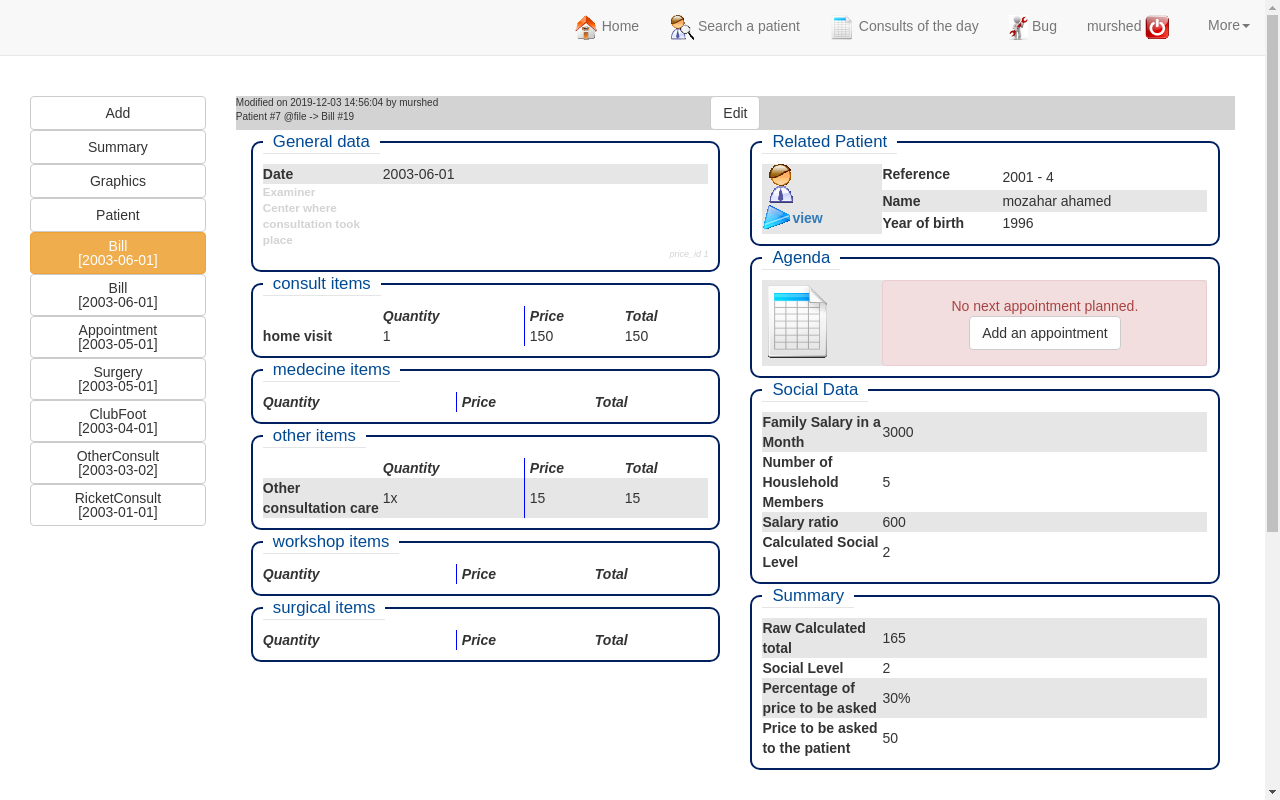 Home
Search a patient
Consults of the day
Bug
murshed
More
Add
Summary
Graphics
Patient
Bill
[2003-06-01]
Bill
[2003-06-01]
Appointment
[2003-05-01]
Surgery
[2003-05-01]
ClubFoot
[2003-04-01]
OtherConsult
[2003-03-02]
RicketConsult
[2003-01-01]
Modified on 2019-12-03 14:56:04 by murshed
Patient #7 @file -> Bill #19
Edit
General data
Date 2003-06-01
Examiner
Center where
consultation took
place
price_id 1
consult items
Quantity Price Total
home visit 1 150 150
medecine items
Quantity Price Total
other items
Quantity Price Total
Other
consultation care 1x 15 15
workshop items
Quantity Price Total
surgical items
Quantity Price Total
Related Patient
view
Reference 2001 - 4
Name mozahar ahamed
Year of birth 1996
Agenda
No next appointment planned.
Add an appointment
Social Data
Family Salary in a
Month 3000
Number of
Houslehold
Members 5
Salary ratio 600
Calculated Social
Level 2
Summary
Raw Calculated
total 165
Social Level 2
Percentage of
price to be asked 30%
Price to be asked
to the patient 50